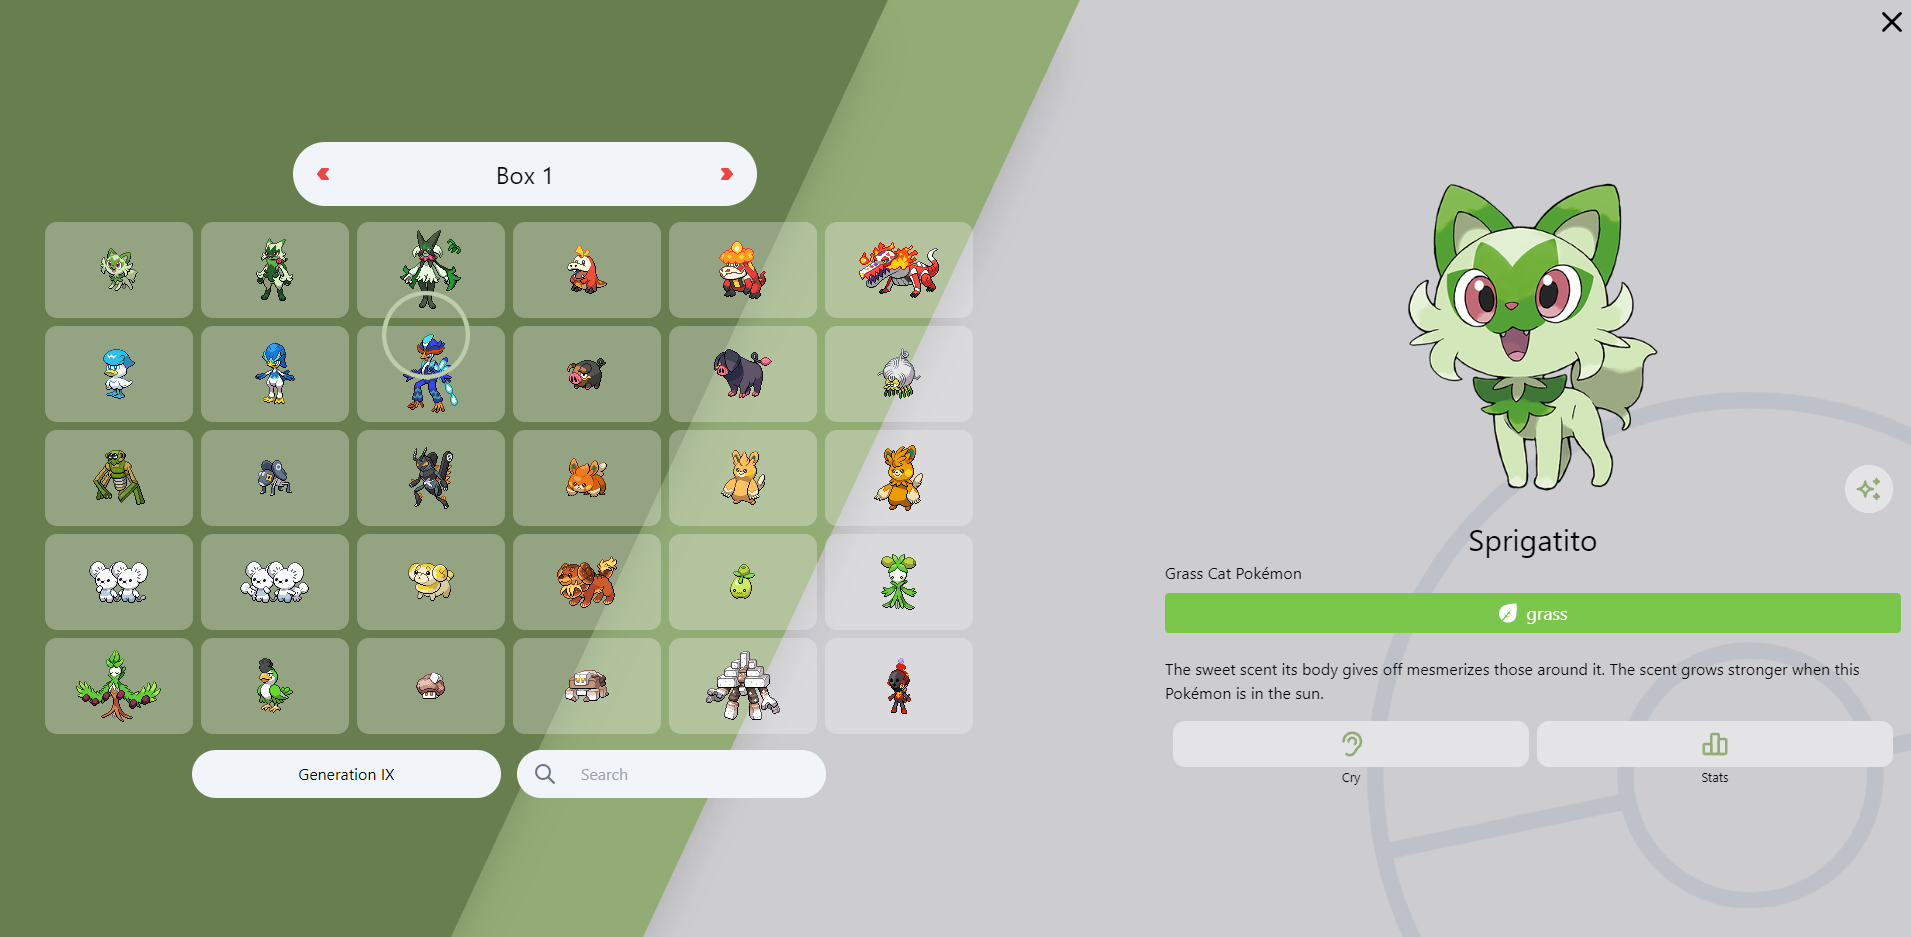 Box 1
Generation IX
Search
Sprigatito
Grass Cat Pokémon
grass
The sweet scent its body gives off mesmerizes those around it. The scent grows stronger when this
Pokémon is in the sun.
Cry
Stats